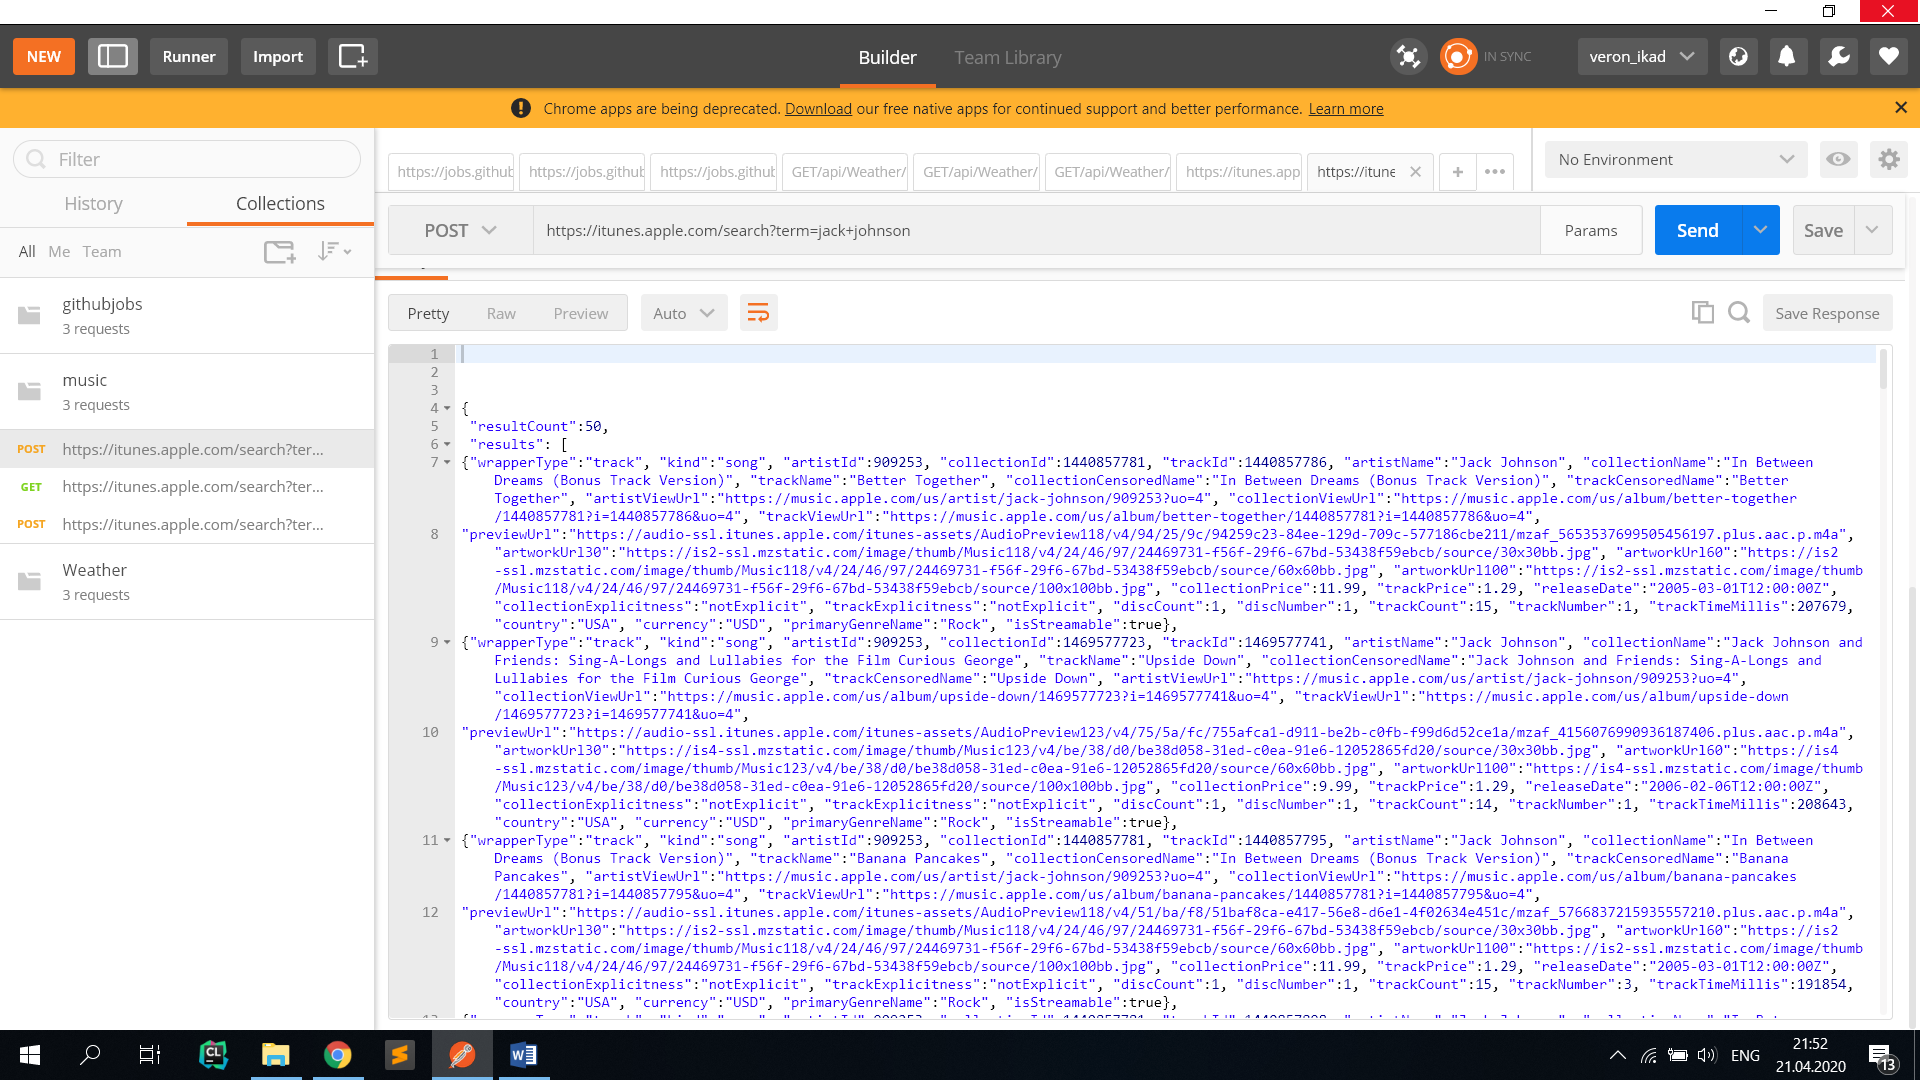 NEW
Runner
Import
Builder
Team Library
IN SYNC
veron_ikad
Chrome apps are being deprecated. Download our free native apps for continued support and better performance. Learn more
Filter
History
Collections
All Me Team
githubjobs
3 requests
music
3 requests
POST https://itunes.apple.com/search?ter...
GET https://itunes.apple.com/search?ter...
POST https://itunes.apple.com/search?ter...
Weather
3 requests
https://jobs.github
https://jobs.github
https://jobs.github
GET/api/Weather/
GET/api/Weather/
GET/api/Weather/
https://itunes.app
https://itune
No Environment
POST
https://itunes.apple.com/search?term=jack+johnson
Params
Send
Save
Pretty
Raw
Preview
Auto
Save Response
1
2
3
4 {
5 "resultCount":50,
6 "results": [
7 {"wrapperType":"track", "kind":"song", "artistId":909253, "collectionId":1440857781, "trackId":1440857786, "artistName":"Jack Johnson", "collectionName":"In Between
Dreams (Bonus Track Version)", "trackName":"Better Together", "collectionCensoredName":"In Between Dreams (Bonus Track Version)", "trackCensoredName":"Better
Together", "artistViewUrl":"https://music.apple.com/us/artist/jack-johnson/909253?uo=4", "collectionViewUrl":"https://music.apple.com/us/album/better-together
/1440857781?i=1440857786&uo=4", "trackViewUrl":"https://music.apple.com/us/album/better-together/1440857781?i=1440857786&uo=4",
8 "previewUrl":"https://audio-ssl.itunes.apple.com/itunes-assets/AudioPreview118/v4/94/25/9c/94259c23-84ee-129d-709c-577186cbe211/mzaf_5653537699505456197.plus.aac.p.m4a",
"artworkUrl30":"https://is2-ssl.mzstatic.com/image/thumb/Music118/v4/24/46/97/24469731-f56f-29f6-67bd-53438f59ebcb/source/30x30bb.jpg", "artworkUrl60":"https://is2
-ssl.mzstatic.com/image/thumb/Music118/v4/24/46/97/24469731-f56f-29f6-67bd-53438f59ebcb/source/60x60bb.jpg", "artworkUrl100":"https://is2-ssl.mzstatic.com/image/thumb
/Music118/v4/24/46/97/24469731-f56f-29f6-67bd-53438f59ebcb/source/100x100bb.jpg", "collectionPrice":11.99, "trackPrice":1.29, "releaseDate":"2005-03-01T12:00:00Z",
"collectionExplicitness":"notExplicit", "trackExplicitness":"notExplicit", "discCount":1, "discNumber":1, "trackCount":15, "trackNumber":1, "trackTimeMillis":207679,
"country":"USA", "currency":"USD", "primaryGenreName":"Rock", "isStreamable":true},
9 {"wrapperType":"track", "kind":"song", "artistId":909253, "collectionId":1469577723, "trackId":1469577741, "artistName":"Jack Johnson", "collectionName":"Jack Johnson and
Friends: Sing-A-Longs and Lullabies for the Film Curious George", "trackName":"Upside Down", "collectionCensoredName":"Jack Johnson and Friends: Sing-A-Longs and
Lullabies for the Film Curious George", "trackCensoredName":"Upside Down", "artistViewUrl":"https://music.apple.com/us/artist/jack-johnson/909253?uo=4",
"collectionViewUrl":"https://music.apple.com/us/album/upside-down/1469577723?i=1469577741&uo=4", "trackViewUrl":"https://music.apple.com/us/album/upside-down
/1469577723?i=1469577741&uo=4",
10 "previewUrl":"https://audio-ssl.itunes.apple.com/itunes-assets/AudioPreview123/v4/75/5a/fc/755afca1-d911-be2b-c0fb-f99d6d52ce1a/mzaf_4156076990936187406.plus.aac.p.m4a",
"artworkUrl30":"https://is4-ssl.mzstatic.com/image/thumb/Music123/v4/be/38/d0/be38d058-31ed-c0ea-91e6-12052865fd20/source/30x30bb.jpg", "artworkUrl60":"https://is4
-ssl.mzstatic.com/image/thumb/Music123/v4/be/38/d0/be38d058-31ed-c0ea-91e6-12052865fd20/source/60x60bb.jpg", "artworkUrl100":"https://is4-ssl.mzstatic.com/image/thumb
/Music123/v4/be/38/d0/be38d058-31ed-c0ea-91e6-12052865fd20/source/100x100bb.jpg", "collectionPrice":9.99, "trackPrice":1.29, "releaseDate":"2006-02-06T12:00:00Z",
"collectionExplicitness":"notExplicit", "trackExplicitness":"notExplicit", "discCount":1, "discNumber":1, "trackCount":14, "trackNumber":1, "trackTimeMillis":208643,
"country":"USA", "currency":"USD", "primaryGenreName":"Rock", "isStreamable":true},
11 {"wrapperType":"track", "kind":"song", "artistId":909253, "collectionId":1440857781, "trackId":1440857795, "artistName":"Jack Johnson", "collectionName":"In Between
Dreams (Bonus Track Version)", "trackName":"Banana Pancakes", "collectionCensoredName":"In Between Dreams (Bonus Track Version)", "trackCensoredName":"Banana
Pancakes", "artistViewUrl":"https://music.apple.com/us/artist/jack-johnson/909253?uo=4", "collectionViewUrl":"https://music.apple.com/us/album/banana-pancakes
/1440857781?i=1440857795&uo=4", "trackViewUrl":"https://music.apple.com/us/album/banana-pancakes/1440857781?i=1440857795&uo=4",
12 "previewUrl":"https://audio-ssl.itunes.apple.com/itunes-assets/AudioPreview118/v4/51/ba/f8/51baf8ca-e417-56e8-d6e1-4f02634e451c/mzaf_5766837215935557210.plus.aac.p.m4a",
"artworkUrl30":"https://is2-ssl.mzstatic.com/image/thumb/Music118/v4/24/46/97/24469731-f56f-29f6-67bd-53438f59ebcb/source/30x30bb.jpg", "artworkUrl60":"https://is2
-ssl.mzstatic.com/image/thumb/Music118/v4/24/46/97/24469731-f56f-29f6-67bd-53438f59ebcb/source/60x60bb.jpg", "artworkUrl100":"https://is2-ssl.mzstatic.com/image/thumb
/Music118/v4/24/46/97/24469731-f56f-29f6-67bd-53438f59ebcb/source/100x100bb.jpg", "collectionPrice":11.99, "trackPrice":1.29, "releaseDate":"2005-03-01T12:00:00Z",
"collectionExplicitness":"notExplicit", "trackExplicitness":"notExplicit", "discCount":1, "discNumber":1, "trackCount":15, "trackNumber":3, "trackTimeMillis":191854,
"country":"USA", "currency":"USD", "primaryGenreName":"Rock", "isStreamable":true},
CL
ENG
21:52
21.04.2020
13